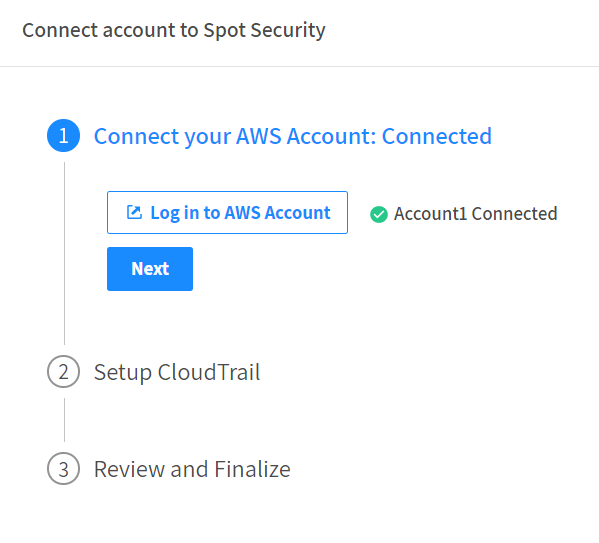 Connect account to Spot Security
1 Connect your AWS Account: Connected
Log in to AWS Account Account1 Connected
Next
2 Setup CloudTrail
3 Review and Finalize